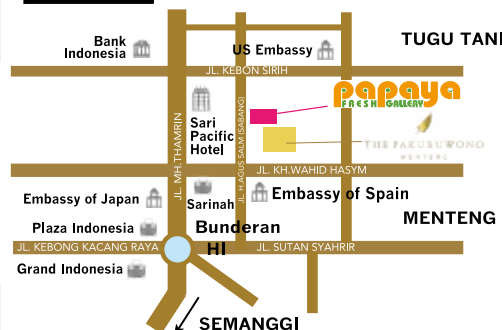 Bank
Indonesia
US Embassy
TUGU TANI
JL. KEBON SIRIH
papaya
FRESH GALLERY
JL. MH.THAMRIN
Sari
Pacific
Hotel
JL. H.AGUS SALM (SABANG)
THE PAKUBUWONO
MENTENG
JL. KH.WAHID HASYM
Embassy of Japan
Sarinah
Embassy of Spain
MENTENG
Plaza Indonesia
Bunderan
HI
JL. KEBONG KACANG RAYA
JL. SUTAN SYAHRIR
Grand Indonesia
SEMANGGI